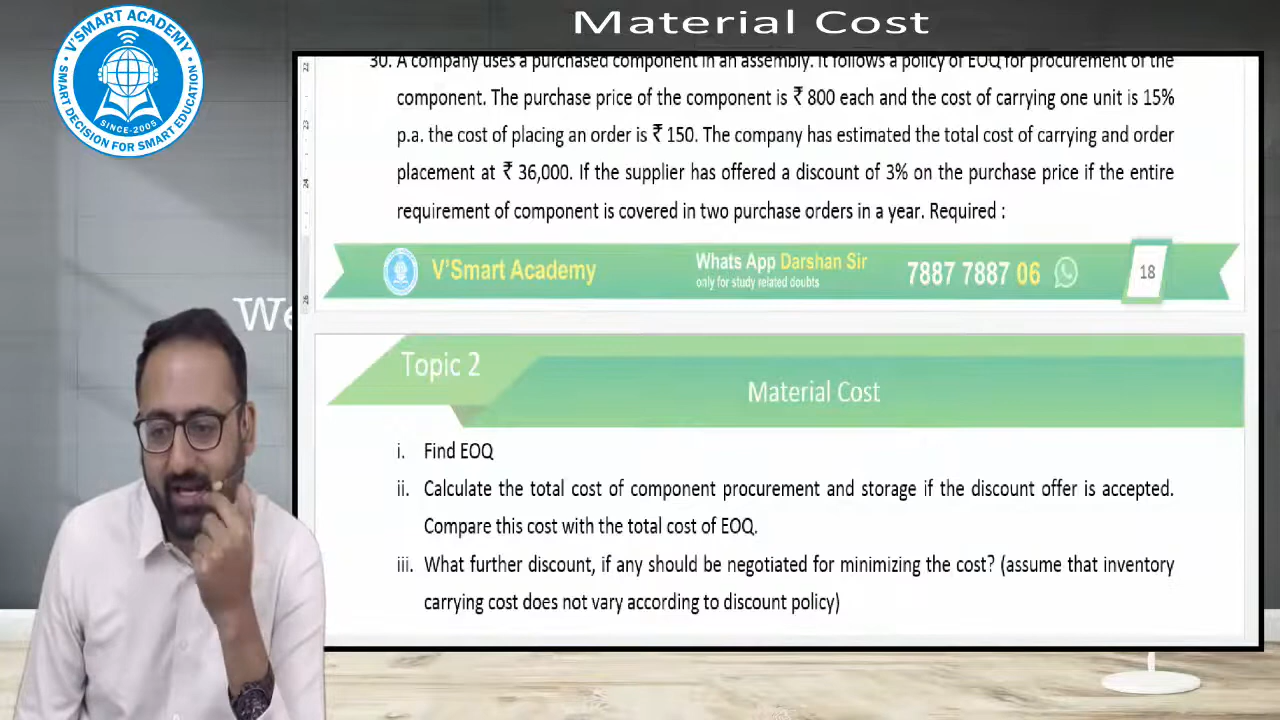 Material Cost
V'SMART ACADEMY
SINCE-2005
SMART DECISION FOR SMART EDUCATION
We
22
23
24
26
30. A company uses a purchased component in an assembly. It follows a policy of EOQ for procurement of the
component. The purchase price of the component is ₹ 800 each and the cost of carrying one unit is 15%
p.a. the cost of placing an order is ₹ 150. The company has estimated the total cost of carrying and order
placement at ₹ 36,000. If the supplier has offered a discount of 3% on the purchase price if the entire
requirement of component is covered in two purchase orders in a year. Required :
V'Smart Academy
Whats App Darshan Sir
only for study related doubts
7887 7887 06
18
Topic 2
Material Cost
i. Find EOQ
ii. Calculate the total cost of component procurement and storage if the discount offer is accepted.
Compare this cost with the total cost of EOQ.
iii. What further discount, if any should be negotiated for minimizing the cost? (assume that inventory
carrying cost does not vary according to discount policy)